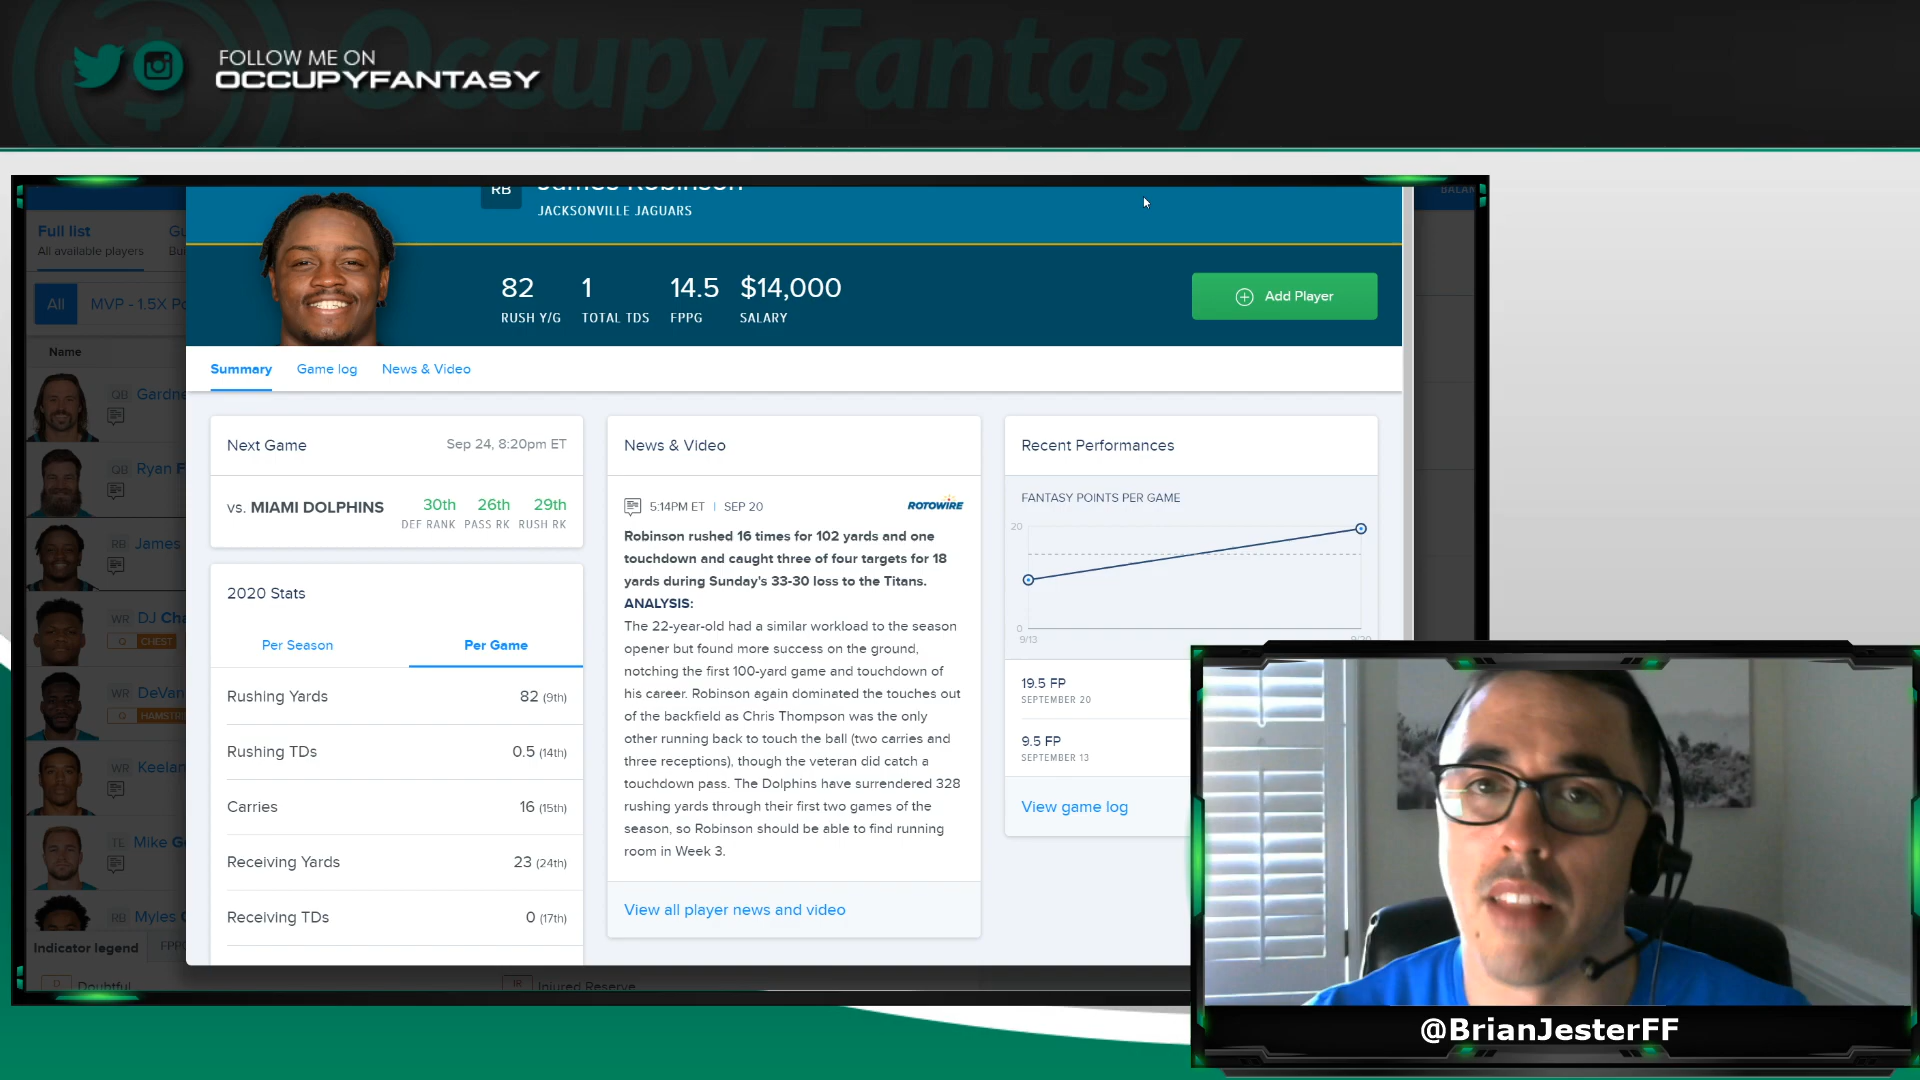 Occupy Fantasy
FOLLOW ME ON
OCCUPYFANTASY
RB James Robinson
JACKSONVILLE JAGUARS
82 1 14.5 $14,000
RUSH Y/G TOTAL TDS FPPG SALARY
Add Player
Full list
All available players
All MVP - 1.5X Po
Name
QB Gardne
QB Ryan F
RB James
WR DJ Cha
Q CHEST
WR DeVan
Q HAMSTRI
WR Keelan
TE Mike G
RB Myles
Indicator legend FPPG
D Doubtful
IR Injured Reserve
Summary Game log News & Video
Next Game Sep 24, 8:20pm ET
vs. MIAMI DOLPHINS 30th 26th 29th
DEF RANK PASS RK RUSH RK
2020 Stats
Per Season Per Game
Rushing Yards 82 (9th)
Rushing TDs 0.5 (14th)
Carries 16 (15th)
Receiving Yards 23 (24th)
Receiving TDs 0 (17th)
News & Video
5:14PM ET | SEP 20 ROTOWIRE
Robinson rushed 16 times for 102 yards and one
touchdown and caught three of four targets for 18
yards during Sunday's 33-30 loss to the Titans.
ANALYSIS:
The 22-year-old had a similar workload to the season
opener but found more success on the ground,
notching the first 100-yard game and touchdown of
his career. Robinson again dominated the touches out
of the backfield as Chris Thompson was the only
other running back to touch the ball (two carries and
three receptions), though the veteran did catch a
touchdown pass. The Dolphins have surrendered 328
rushing yards through their first two games of the
season, so Robinson should be able to find running
room in Week 3.
View all player news and video
Recent Performances
FANTASY POINTS PER GAME
20
0
9/13 9/20
19.5 FP
SEPTEMBER 20
9.5 FP
SEPTEMBER 13
View game log
@BrianJesterFF